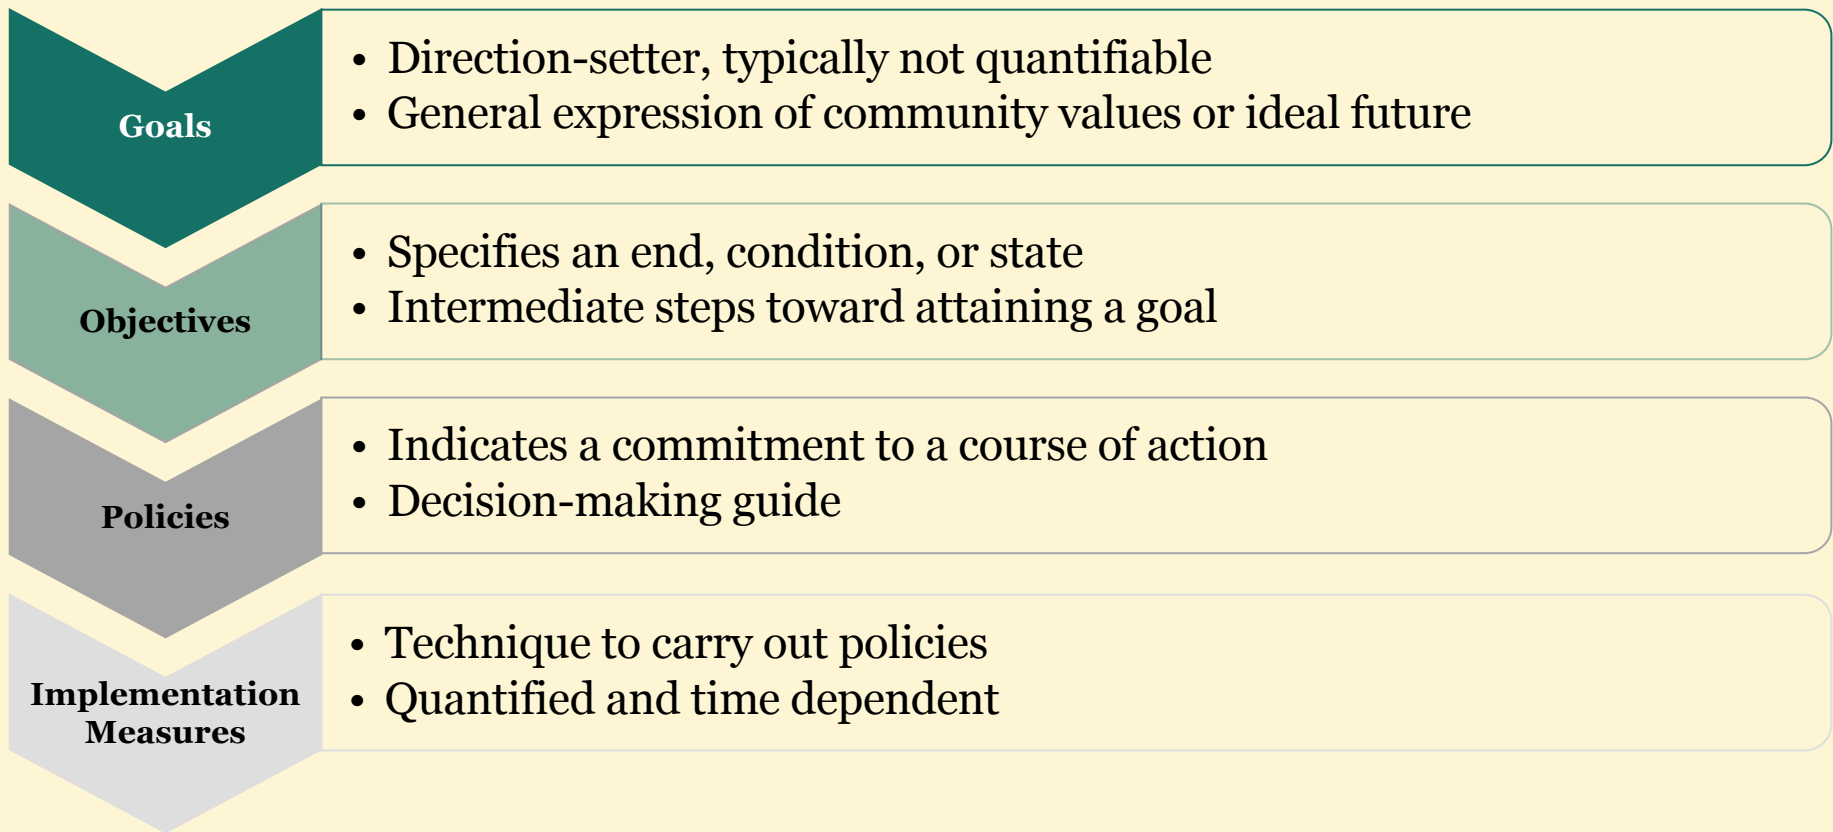 Goals
• Direction-setter, typically not quantifiable
• General expression of community values or ideal future
Objectives
• Specifies an end, condition, or state
• Intermediate steps toward attaining a goal
Policies
• Indicates a commitment to a course of action
• Decision-making guide
Implementation
Measures
• Technique to carry out policies
• Quantified and time dependent